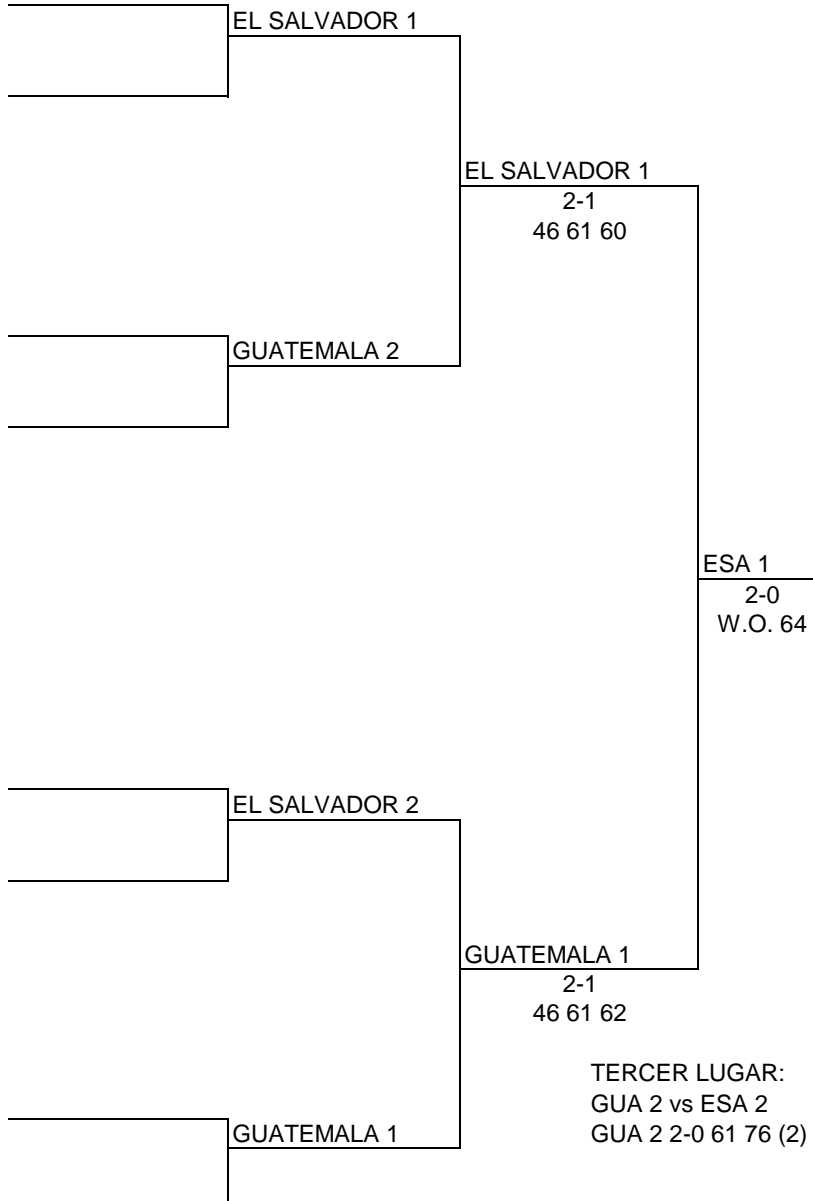 EL SALVADOR 1
EL SALVADOR 1
2-1
46 61 60
GUATEMALA 2
ESA 1
2-0
W.O. 64
EL SALVADOR 2
GUATEMALA 1
2-1
46 61 62
TERCER LUGAR:
GUA 2 vs ESA 2
GUATEMALA 1
GUA 2 2-0 61 76 (2)